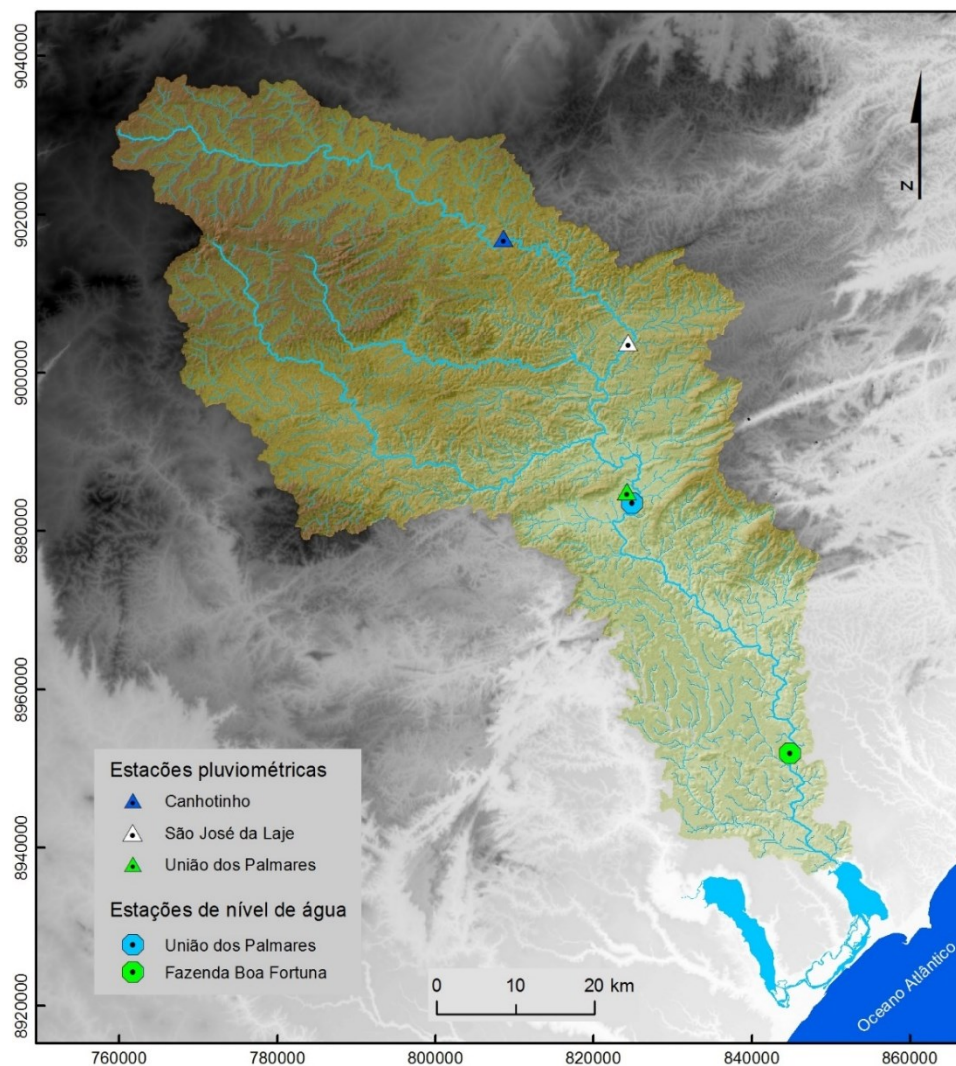 9040000
9020000
9000000
8980000
8960000
8940000
8920000
N
Estacões pluviométricas
Canhotinho
São José da Laje
União dos Palmares
Estações de nível de água
União dos Palmares
Fazenda Boa Fortuna
0 10 20 km
Oceano Atlântico
760000 780000 800000 820000 840000 860000